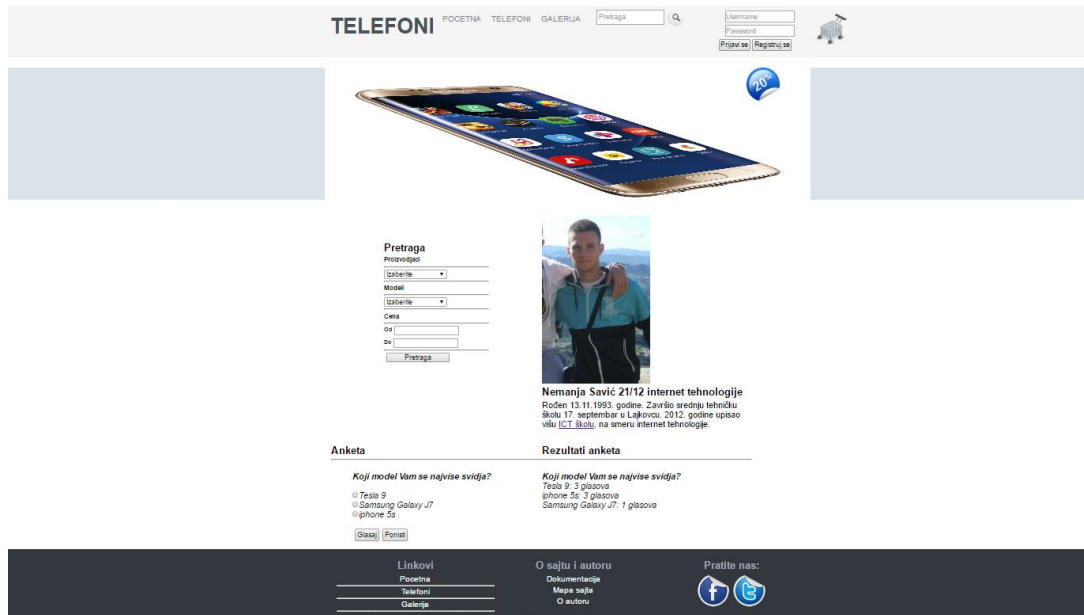 TELEFONI
POCETNA TELEFONI GALERIJA
Pretraga
Username
Password
Prijavi se Registruj se
20%
Pretraga
Proizvodjaci
Izaberite
Modeli
Izaberite
Cena
Od
Do
Pretraga
Nemanja Savić 21/12 internet tehnologije
Rođen 13.11.1993. godine. Završio srednju tehničku
školu 17. septembar u Lajkovcu. 2012. godine upisao
višu ICT školu, na smeru internet tehnologije.
Anketa
Koji model Vam se najvise svidja?
Tesla 9
Samsung Galaxy J7
iphone 5s
Glasaj Ponisti
Rezultati anketa
Koji model Vam se najvise svidja?
Tesla 9: 3 glasova
iphone 5s: 3 glasova
Samsung Galaxy J7: 1 glasova
Linkovi
Pocetna
Telefoni
Galerija
O sajtu i autoru
Dokumentacija
Mapa sajta
O autoru
Pratite nas: